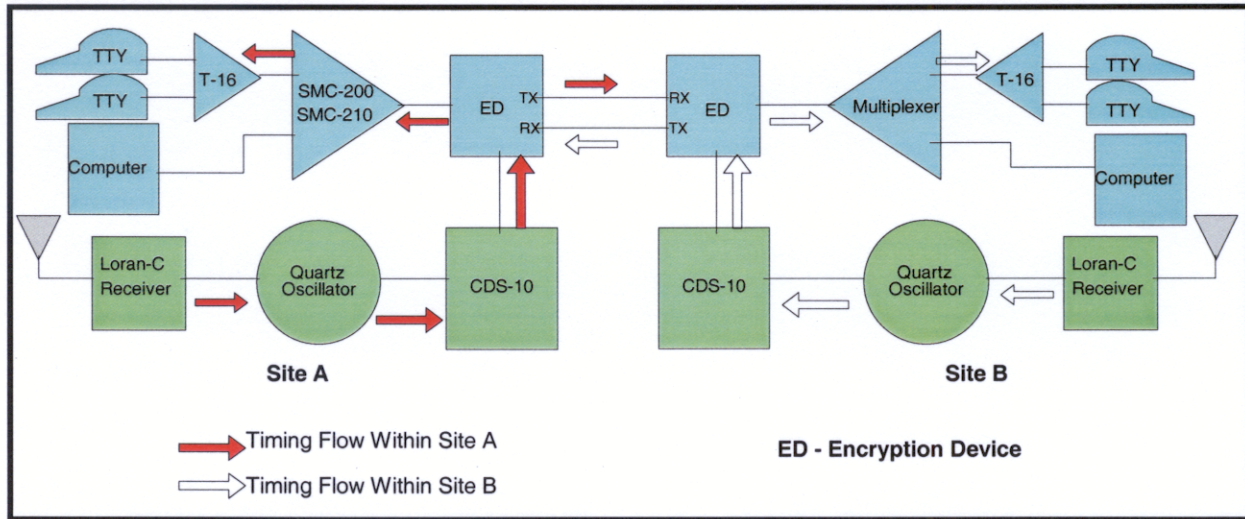 TTY
TTY
T-16
SMC-200
SMC-210
ED
TX
RX
RX
TX
ED
Multiplexer
T-16
TTY
TTY
Computer
Computer
Loran-C
Receiver
Quartz
Oscillator
CDS-10
CDS-10
Quartz
Oscillator
Loran-C
Receiver
Site A
Site B
Timing Flow Within Site A
ED - Encryption Device
Timing Flow Within Site B